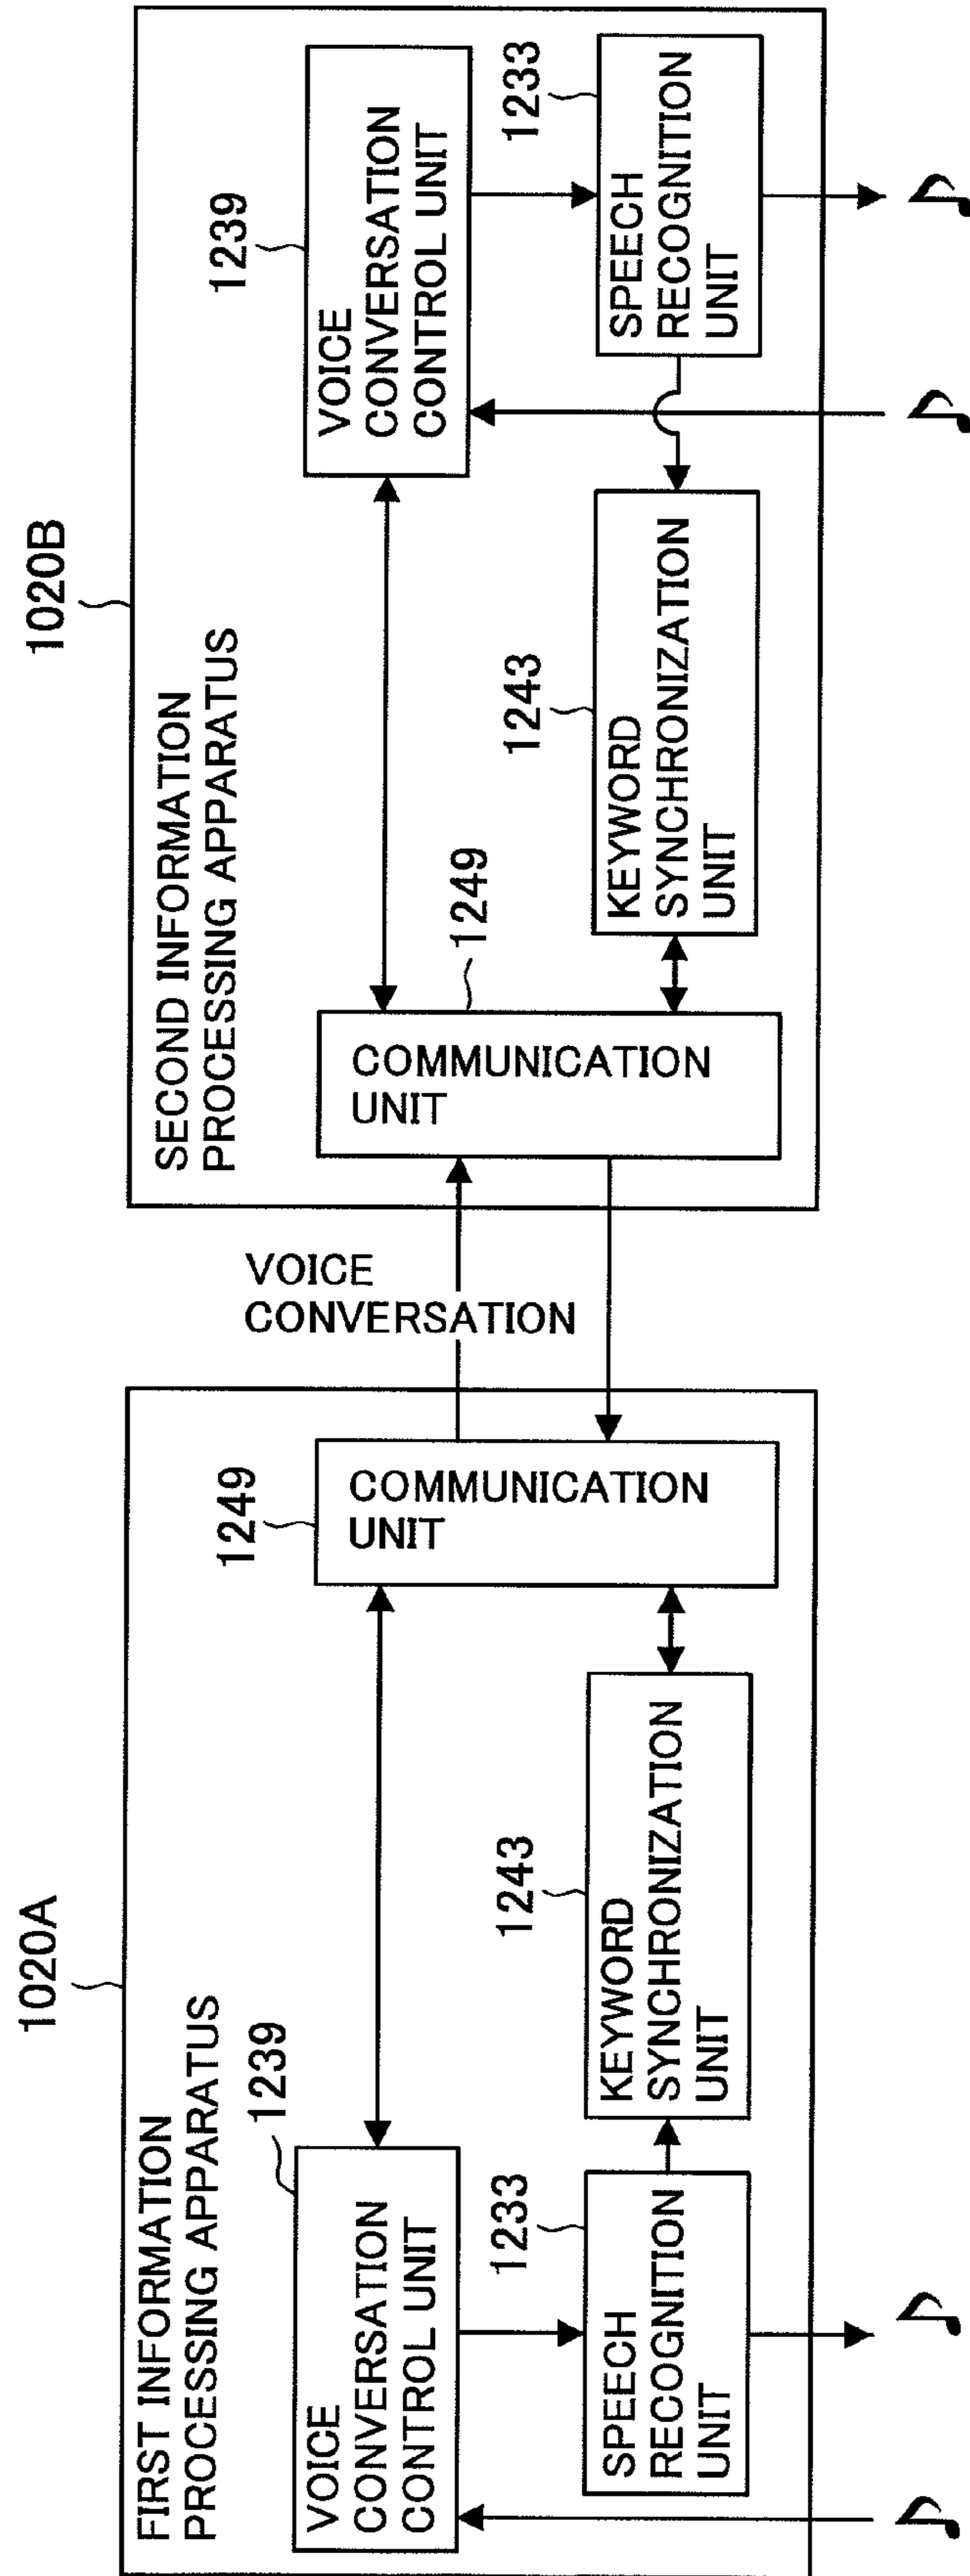 1020A
FIRST INFORMATION
PROCESSING APPARATUS
1239
VOICE
CONVERSATION
CONTROL UNIT
1249
COMMUNICATION
UNIT
1233
SPEECH
RECOGNITION
UNIT
1243
KEYWORD
SYNCHRONIZATION
UNIT
VOICE
CONVERSATION
1020B
SECOND INFORMATION
PROCESSING APPARATUS
1249
COMMUNICATION
UNIT
1239
VOICE
CONVERSATION
CONTROL UNIT
1243
KEYWORD
SYNCHRONIZATION
UNIT
1233
SPEECH
RECOGNITION
UNIT